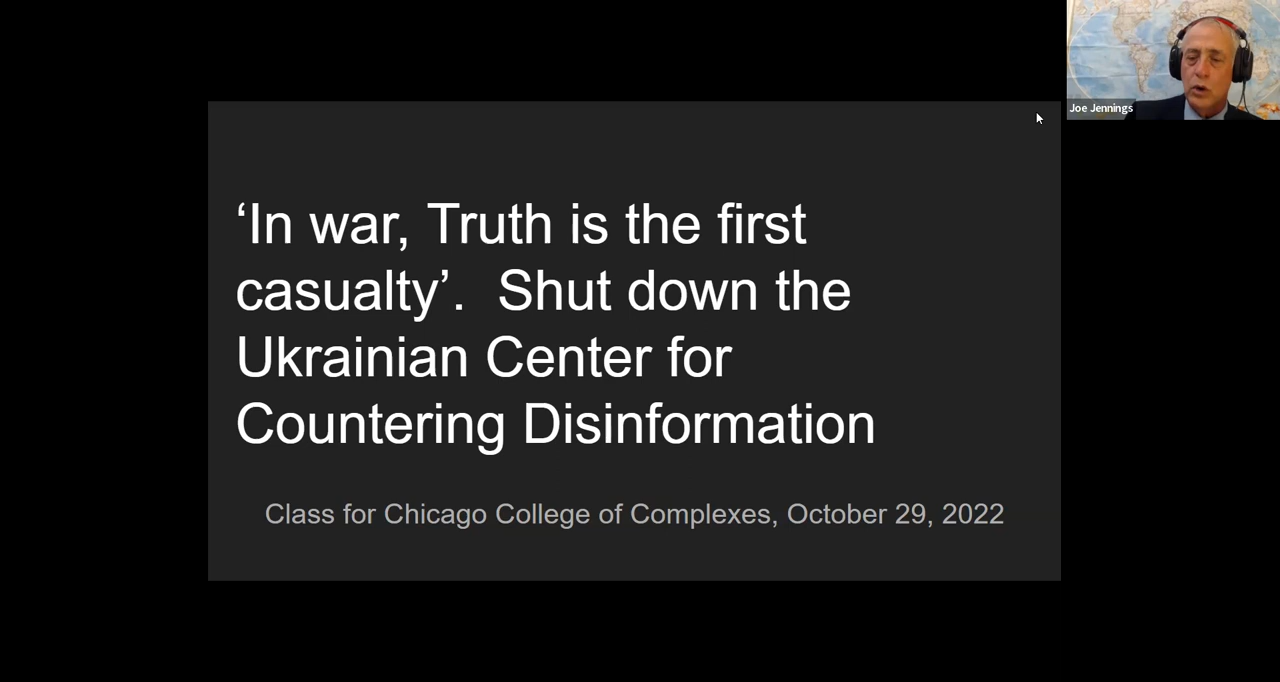 Joe Jennings
‘In war, Truth is the first
casualty’.  Shut down the
Ukrainian Center for
Countering Disinformation
Class for Chicago College of Complexes, October 29, 2022